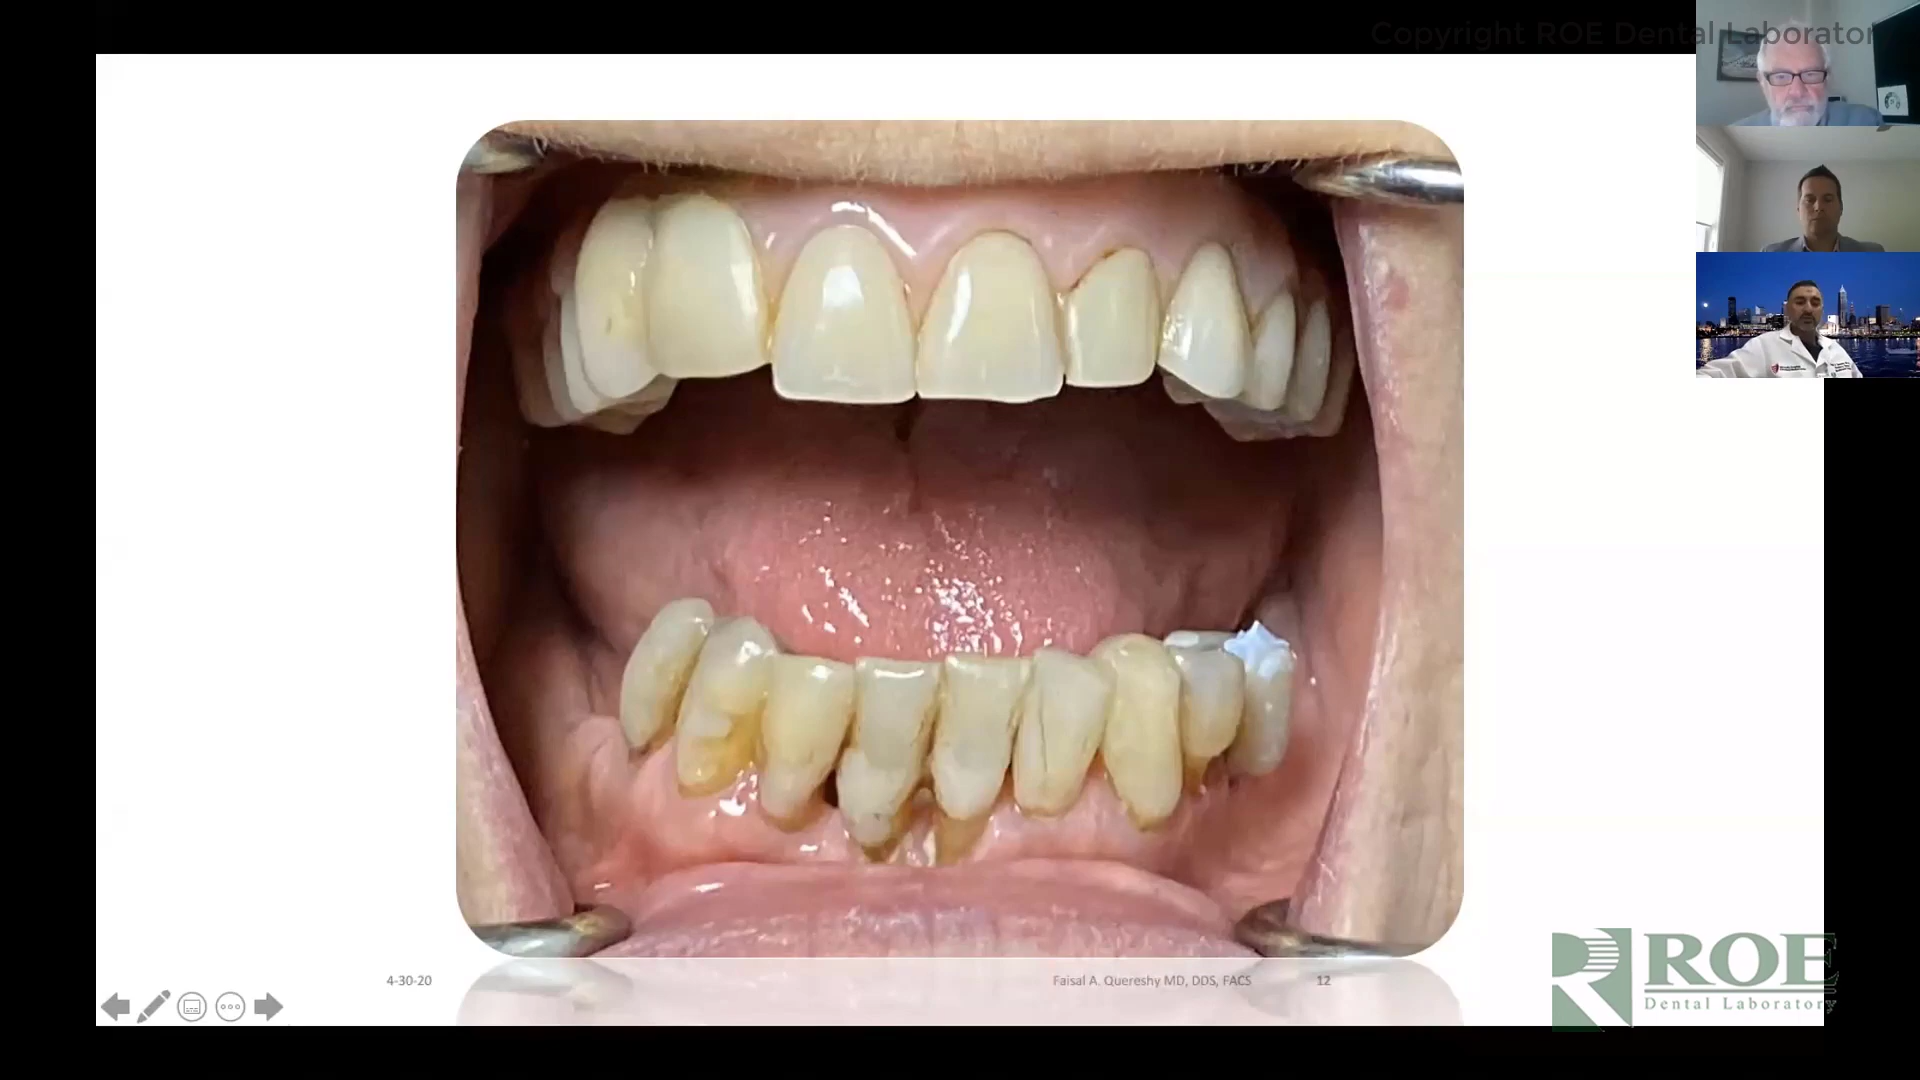 Copyright ROE Dental Laborator
4-30-20
Faisal A. Quereshy MD, DDS, FACS
12
ROE
Dental Laboratory